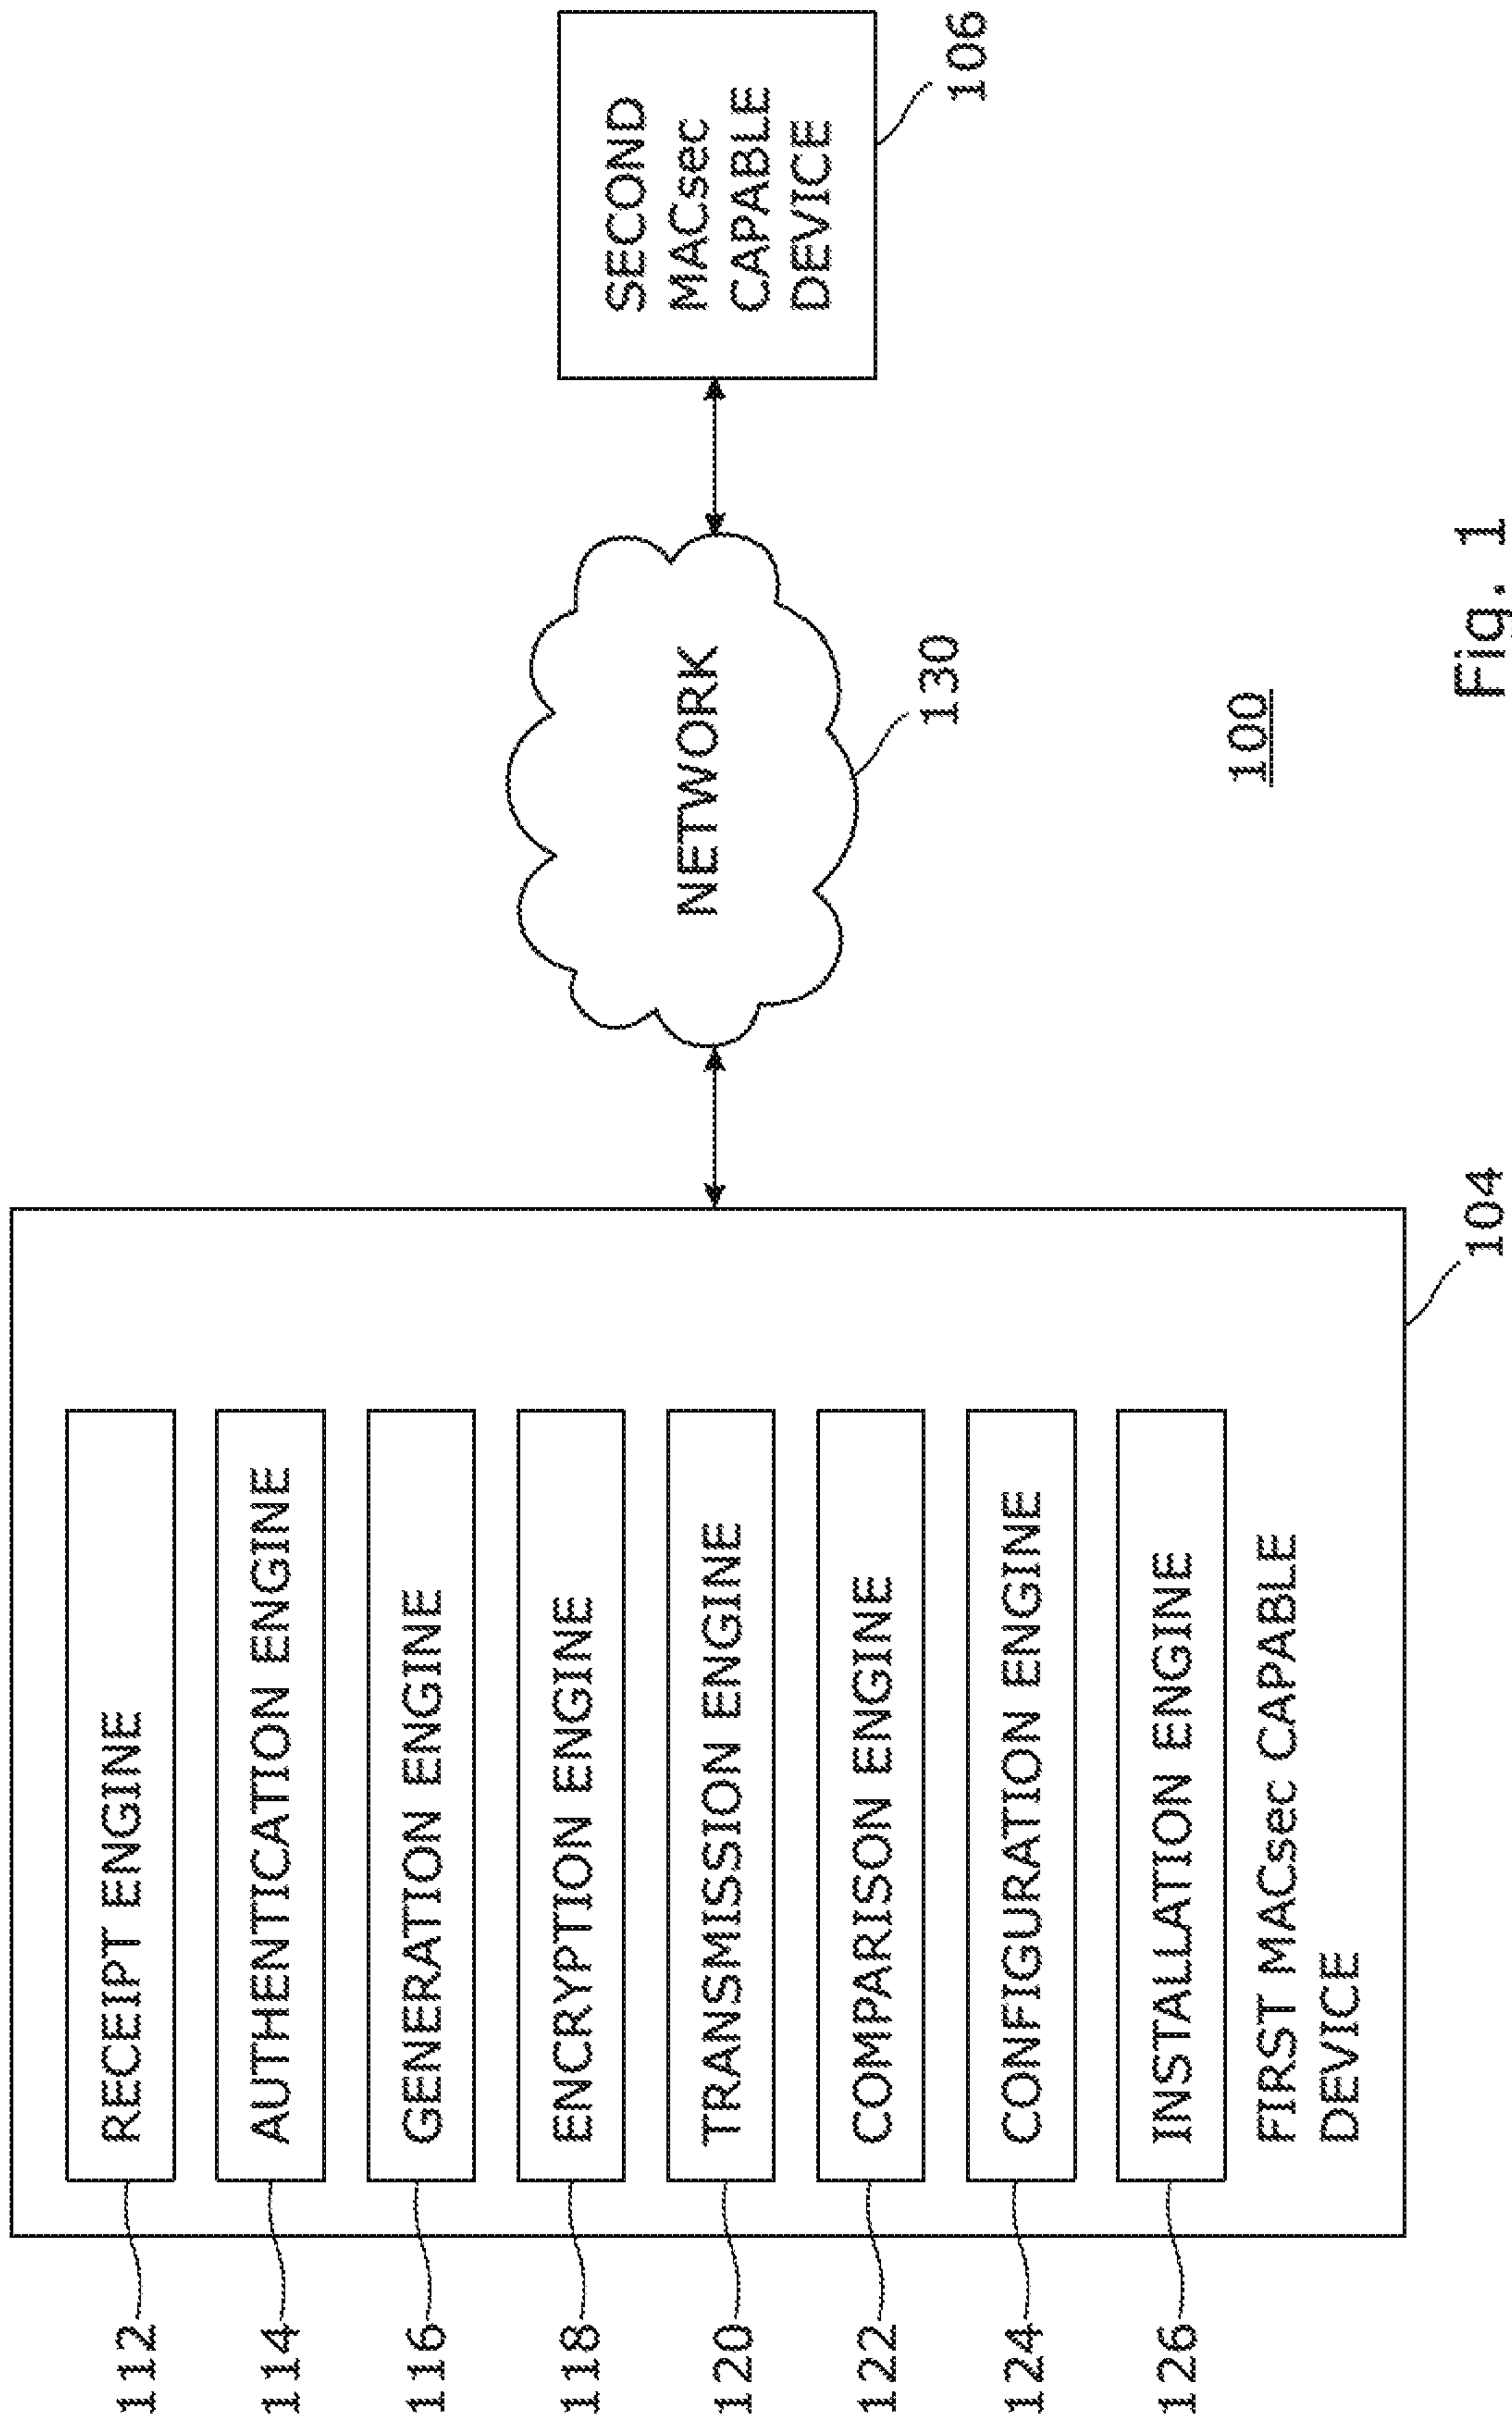 112
RECEIPT ENGINE
114
AUTHENTICATION ENGINE
116
GENERATION ENGINE
118
ENCRYPTION ENGINE
120
TRANSMISSION ENGINE
122
COMPARISON ENGINE
124
CONFIGURATION ENGINE
126
INSTALLATION ENGINE
FIRST MACsec CAPABLE
DEVICE
104
NETWORK
130
SECOND
MACsec
CAPABLE
DEVICE
106
100
Fig. 1